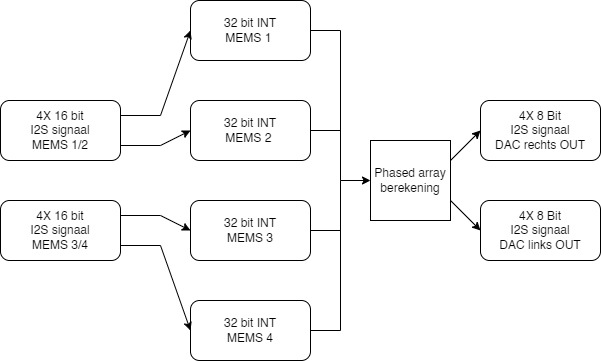 32 bit INT
MEMS 1
4X 16 bit
I2S signaal
MEMS 1/2
32 bit INT
MEMS 2
4X 16 bit
I2S signaal
MEMS 3/4
32 bit INT
MEMS 3
32 bit INT
MEMS 4
Phased array
berekening
4X 8 Bit
I2S signaal
DAC rechts OUT
4X 8 Bit
I2S signaal
DAC links OUT